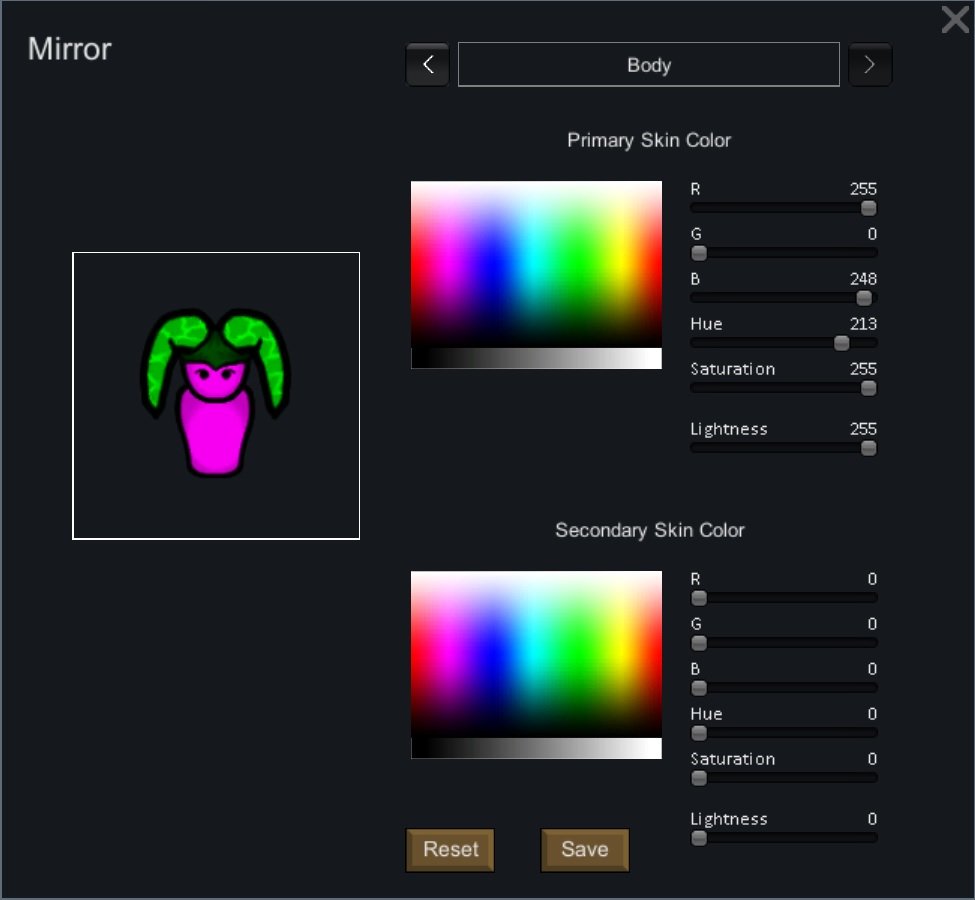 Mirror
Body
Primary Skin Color
R 255
G 0
B 248
Hue 213
Saturation 255
Lightness 255
Secondary Skin Color
R 0
G 0
B 0
Hue 0
Saturation 0
Lightness 0
Reset Save